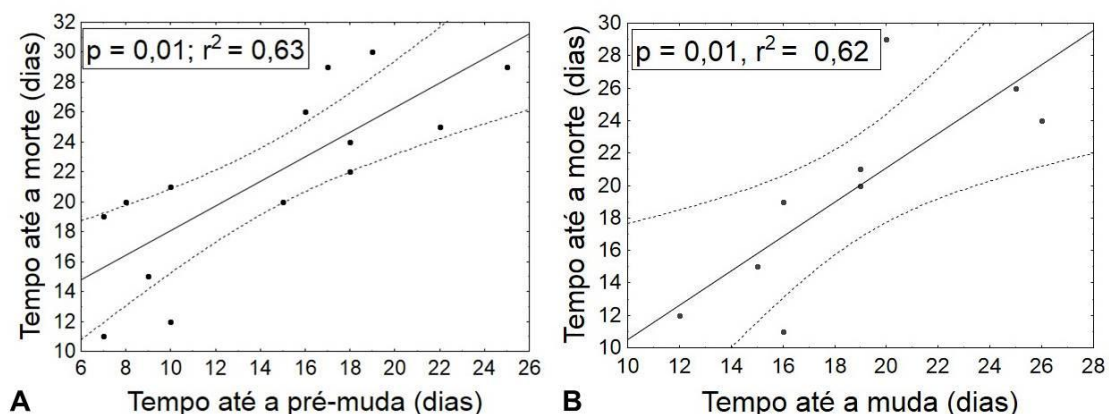 p = 0,01; r² = 0,63
Tempo até a morte (dias)
32
30
28
26
24
22
20
18
16
14
12
10
6 8 10 12 14 16 18 20 22 24 26
A Tempo até a pré-muda (dias)
p = 0,01, r² = 0,62
Tempo até a morte (dias)
30
28
26
24
22
20
18
16
14
12
10
10 12 14 16 18 20 22 24 26 28
B Tempo até a muda (dias)